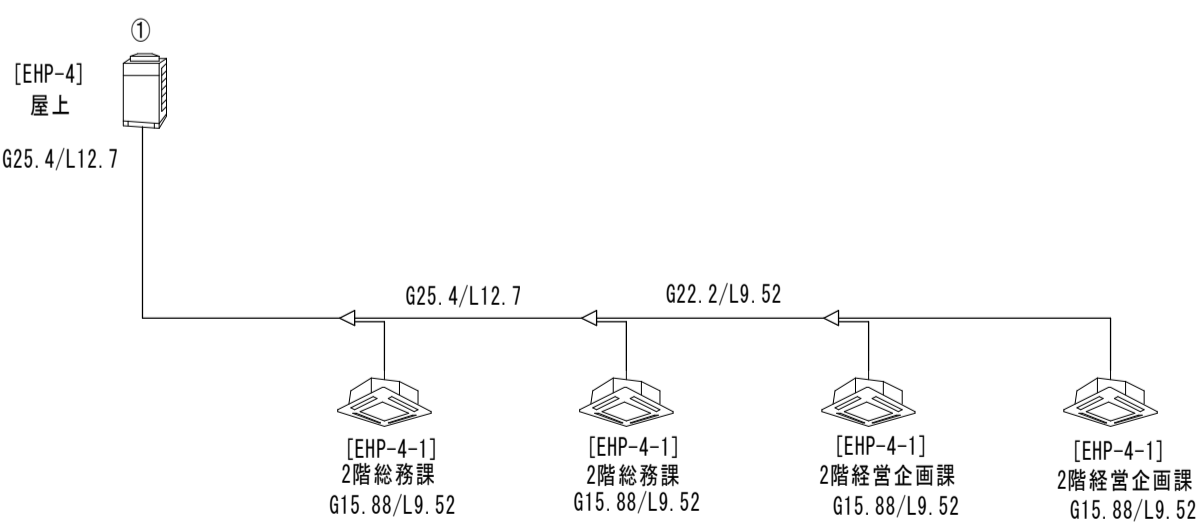 ①
[EHP-4]
屋上
G25.4/L12.7
G25.4/L12.7
G22.2/L9.52
[EHP-4-1]
2階総務課
G15.88/L9.52
[EHP-4-1]
2階総務課
G15.88/L9.52
[EHP-4-1]
2階経営企画課
G15.88/L9.52
[EHP-4-1]
2階経営企画課
G15.88/L9.52